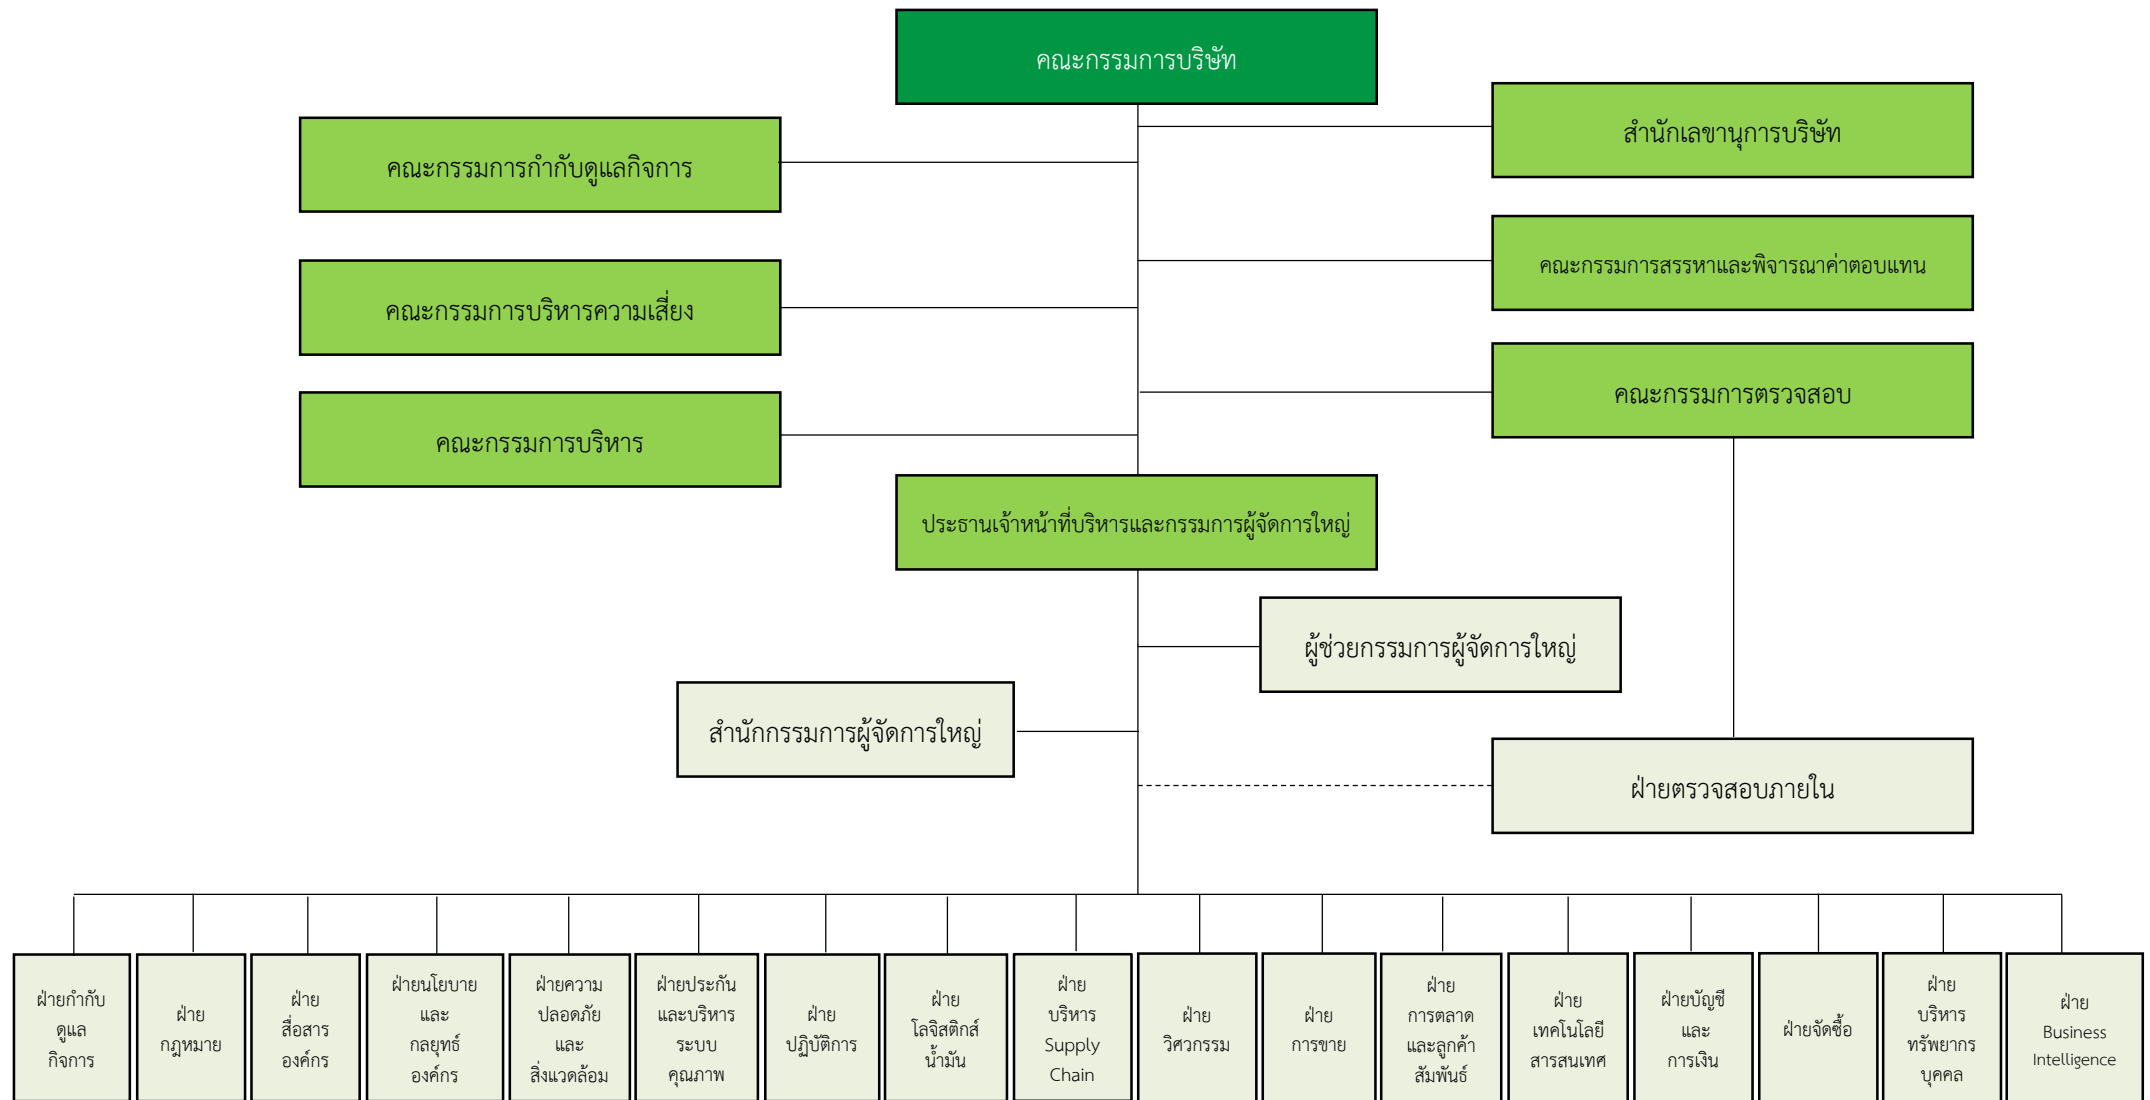 คณะกรรมการบริษัท
สำนักเลขานุการบริษัท
คณะกรรมการกำกับดูแลกิจการ
คณะกรรมการสรรหาและพิจารณาค่าตอบแทน
คณะกรรมการบริหารความเสี่ยง
คณะกรรมการตรวจสอบ
คณะกรรมการบริหาร
ประธานเจ้าหน้าที่บริหารและกรรมการผู้จัดการใหญ่
ผู้ช่วยกรรมการผู้จัดการใหญ่
สำนักกรรมการผู้จัดการใหญ่
ฝ่ายตรวจสอบภายใน
ฝ่ายกำกับ
ดูแล
กิจการ
ฝ่าย
กฎหมาย
ฝ่าย
สื่อสาร
องค์กร
ฝ่ายนโยบาย
และ
กลยุทธ์
องค์กร
ฝ่ายความ
ปลอดภัย
และ
สิ่งแวดล้อม
ฝ่ายประกัน
และบริหาร
ระบบ
คุณภาพ
ฝ่าย
ปฏิบัติการ
ฝ่าย
โลจิสติกส์
น้ำมัน
ฝ่าย
บริหาร
Supply
Chain
ฝ่าย
วิศวกรรม
ฝ่าย
การขาย
ฝ่าย
การตลาด
และลูกค้า
สัมพันธ์
ฝ่าย
เทคโนโลยี
สารสนเทศ
ฝ่ายบัญชี
และ
การเงิน
ฝ่ายจัดซื้อ
ฝ่าย
บริหาร
ทรัพยากร
บุคคล
ฝ่าย
Business
Intelligence